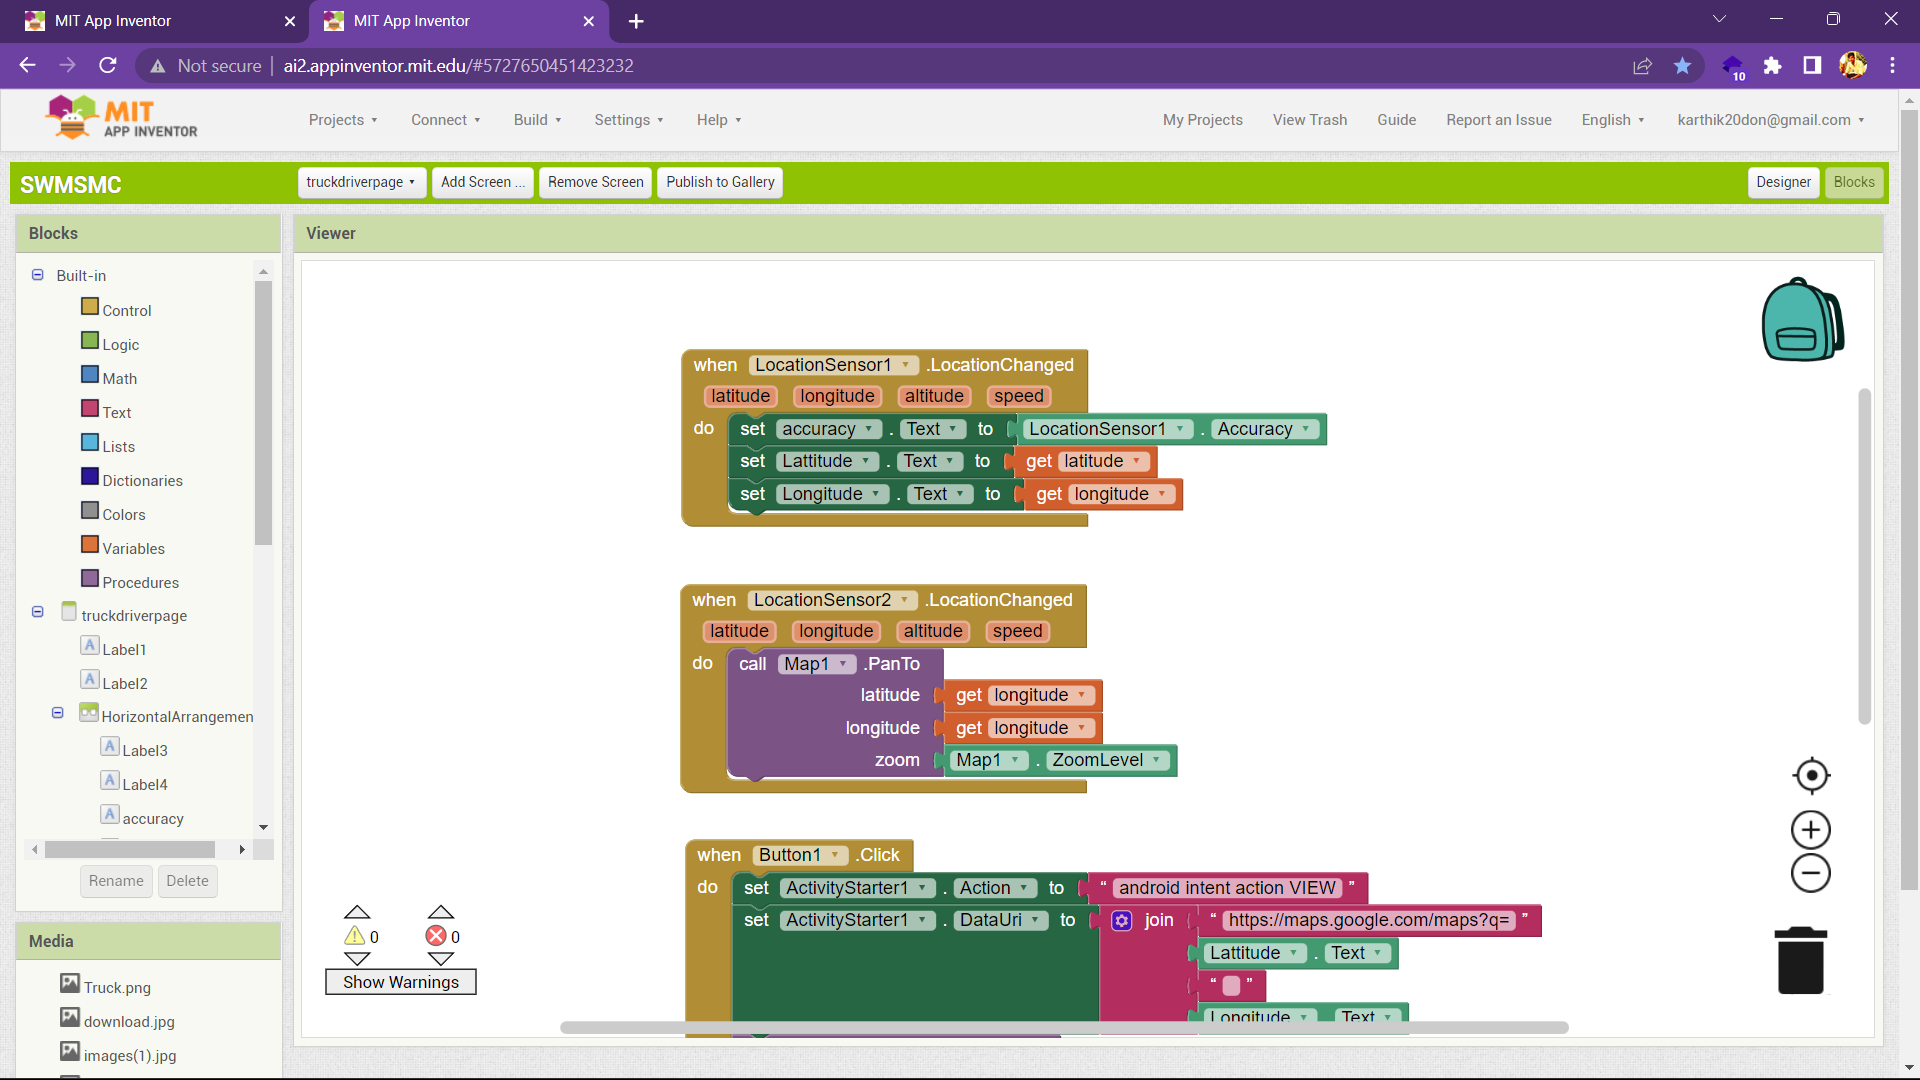 MIT App Inventor
MIT App Inventor
Not secure
ai2.appinventor.mit.edu/#5727650451423232
10
MIT
APP INVENTOR
Projects
Connect
Build
Settings
Help
My Projects
View Trash
Guide
Report an Issue
English
karthik20don@gmail.com
SWMSMC
truckdriverpage
Add Screen ...
Remove Screen
Publish to Gallery
Designer
Blocks
Blocks
Built-in
Control
Logic
Math
Text
Lists
Dictionaries
Colors
Variables
Procedures
truckdriverpage
A Label1
A Label2
HorizontalArrangemen
A Label3
A Label4
A accuracy
Rename
Delete
Media
Truck.png
download.jpg
images(1).jpg
Viewer
when LocationSensor1 .LocationChanged
latitude longitude altitude speed
do set accuracy . Text to LocationSensor1 . Accuracy
set Lattitude . Text to get latitude
set Longitude . Text to get longitude
when LocationSensor2 .LocationChanged
latitude longitude altitude speed
do call Map1 .PanTo
latitude get longitude
longitude get longitude
zoom Map1 . ZoomLevel
when Button1 .Click
do set ActivityStarter1 . Action to “ android intent action VIEW ”
set ActivityStarter1 . DataUri to join “ https://maps.google.com/maps?q= ”
Lattitude . Text
“ ”
Longitude . Text
0 0
Show Warnings